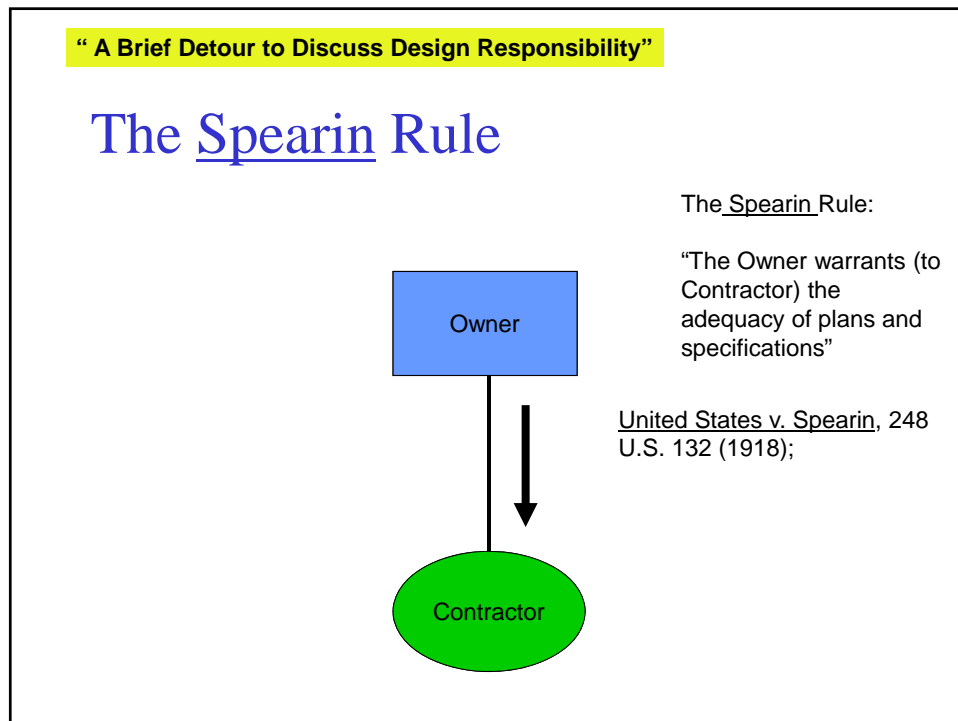 “ A Brief Detour to Discuss Design Responsibility”
The Spearin Rule
The Spearin Rule:
“The Owner warrants (to
Contractor) the
adequacy of plans and
specifications”
Owner
United States v. Spearin, 248
U.S. 132 (1918);
Contractor